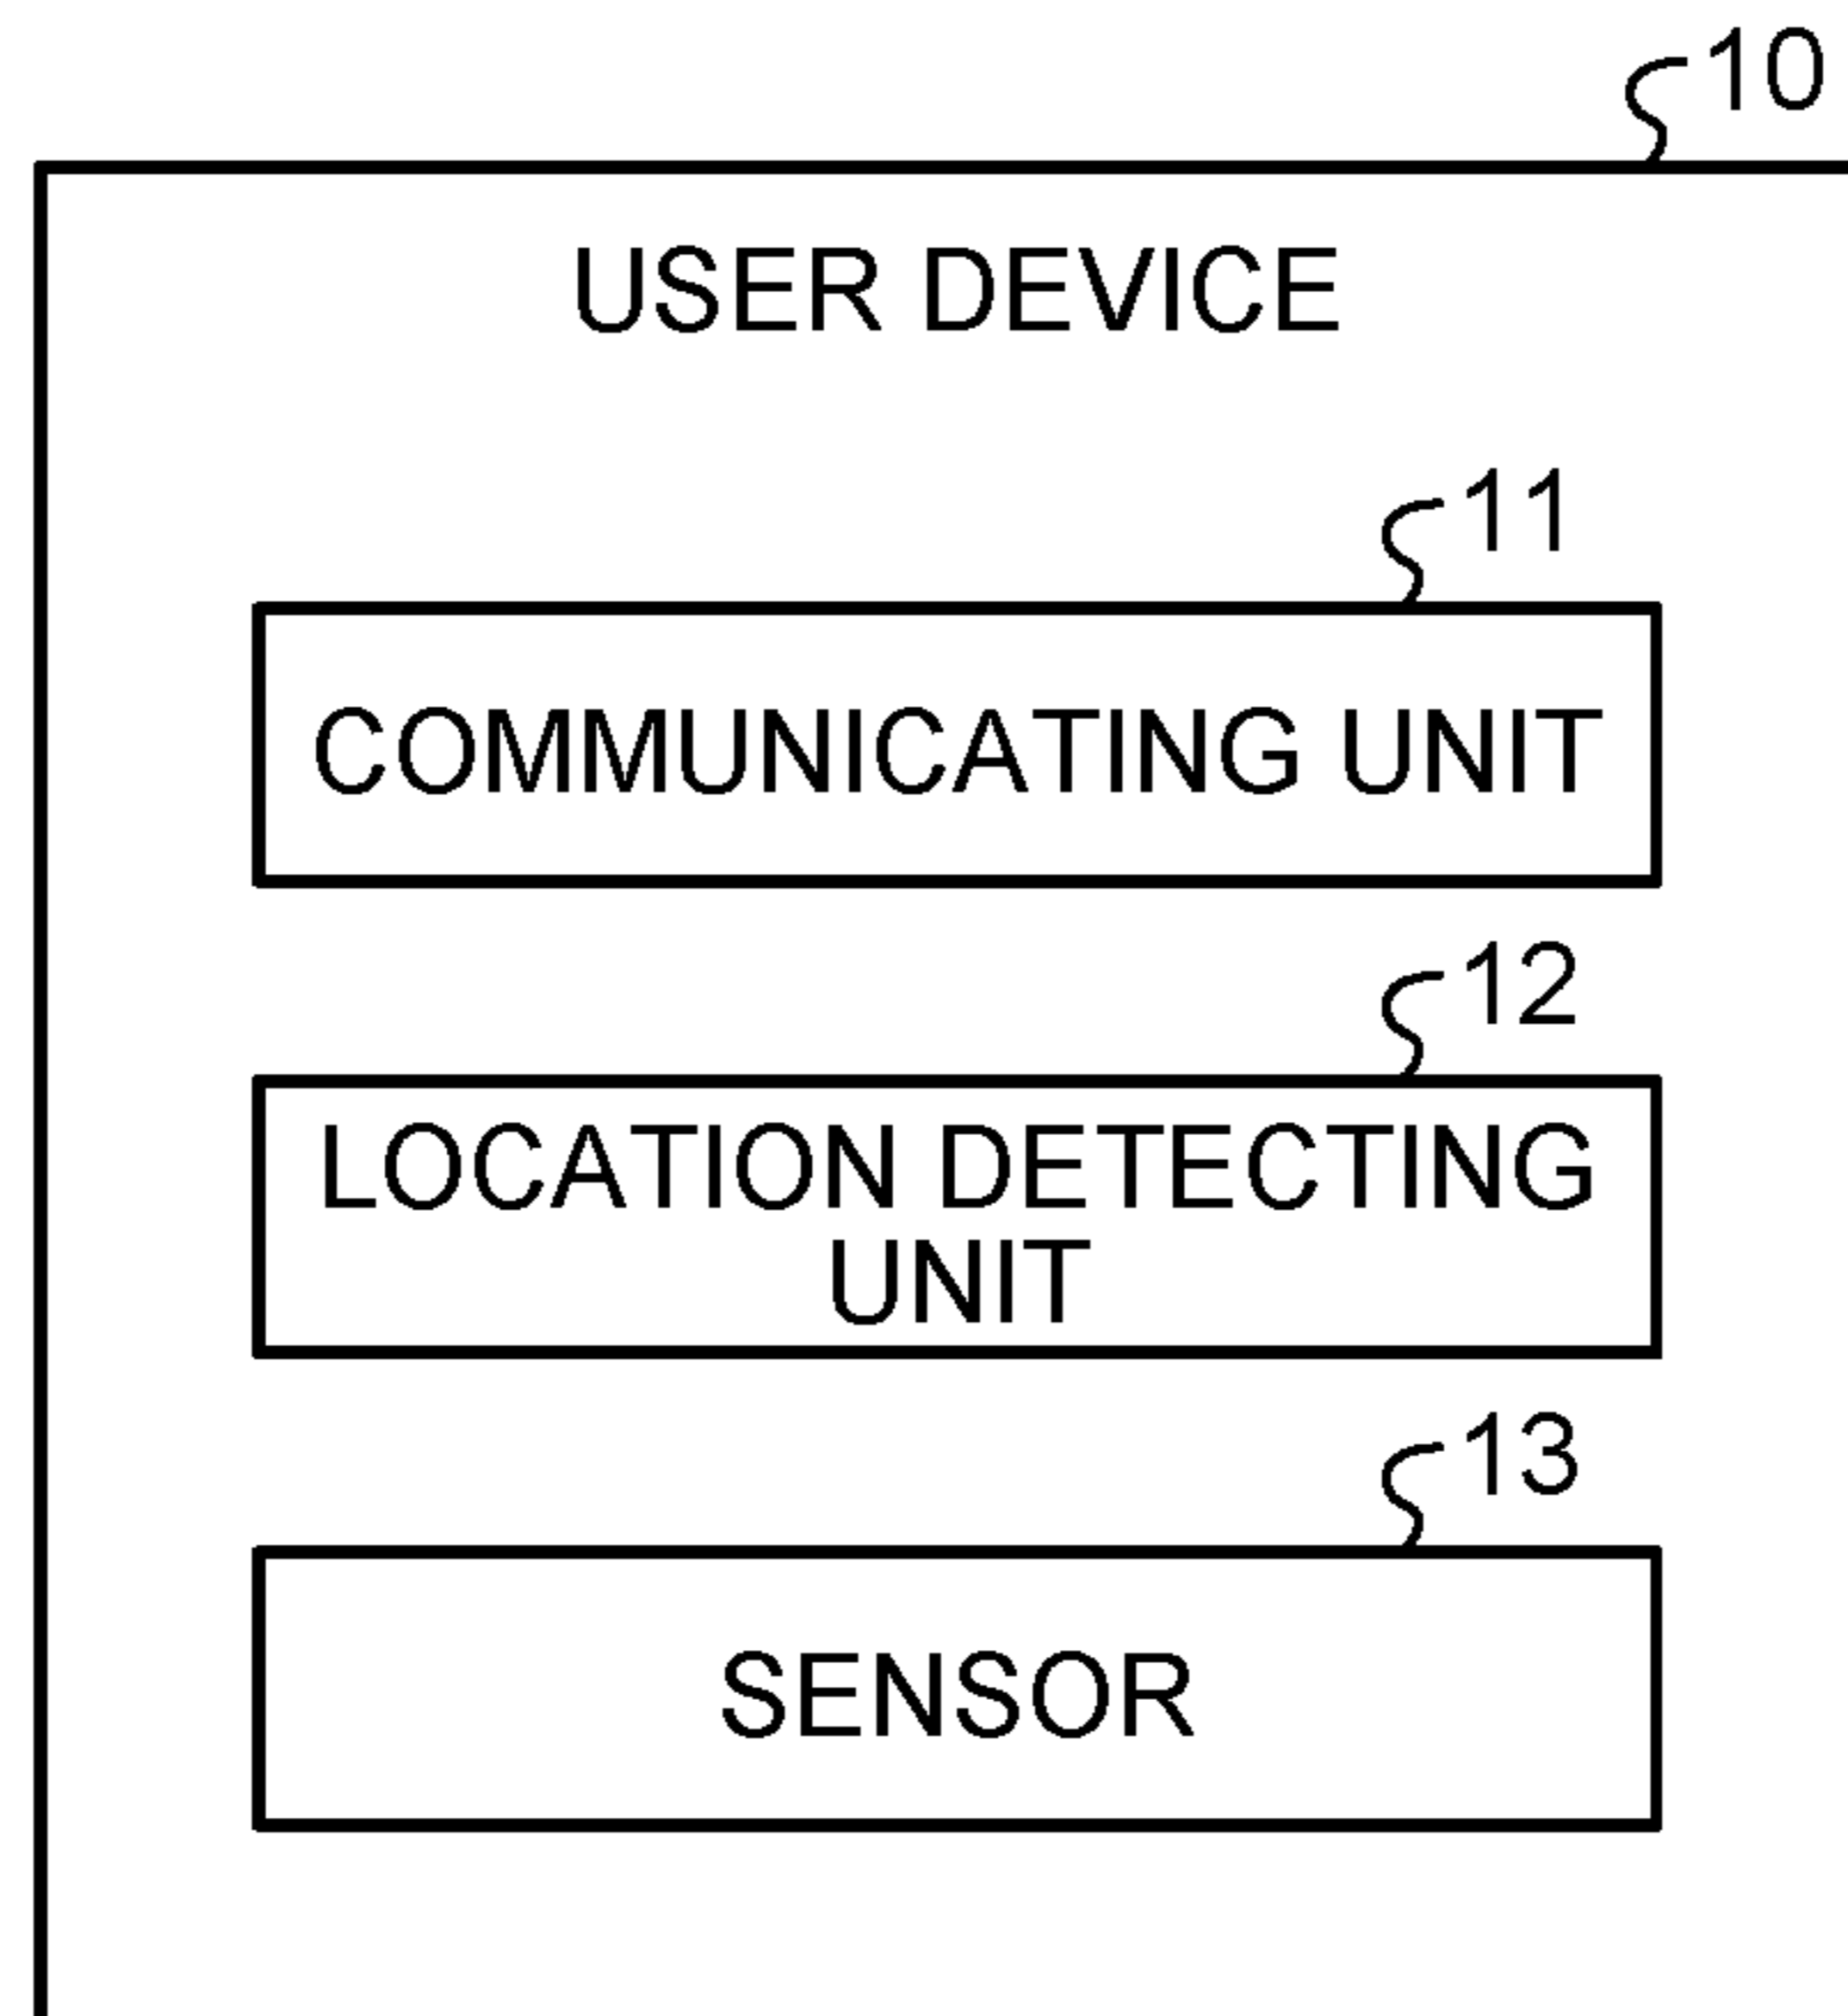 10
USER DEVICE
11
COMMUNICATING UNIT
12
LOCATION DETECTING
UNIT
13
SENSOR